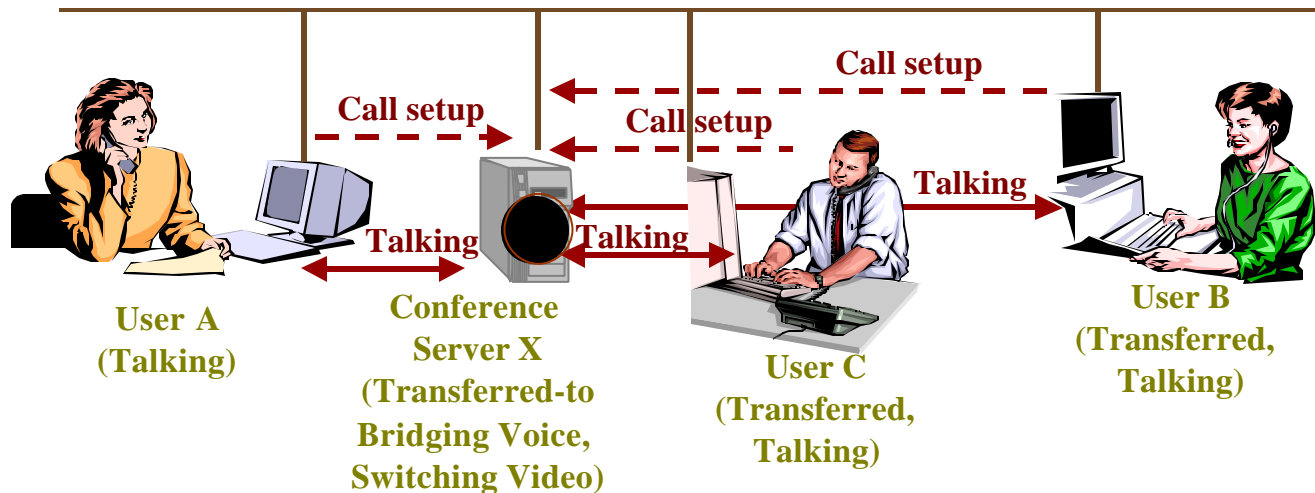 Call setup
Call setup
Call setup
Talking
Talking
Talking
User A
(Talking)
Conference
Server X
(Transferred-to
Bridging Voice,
Switching Video)
User C
(Transferred,
Talking)
User B
(Transferred,
Talking)